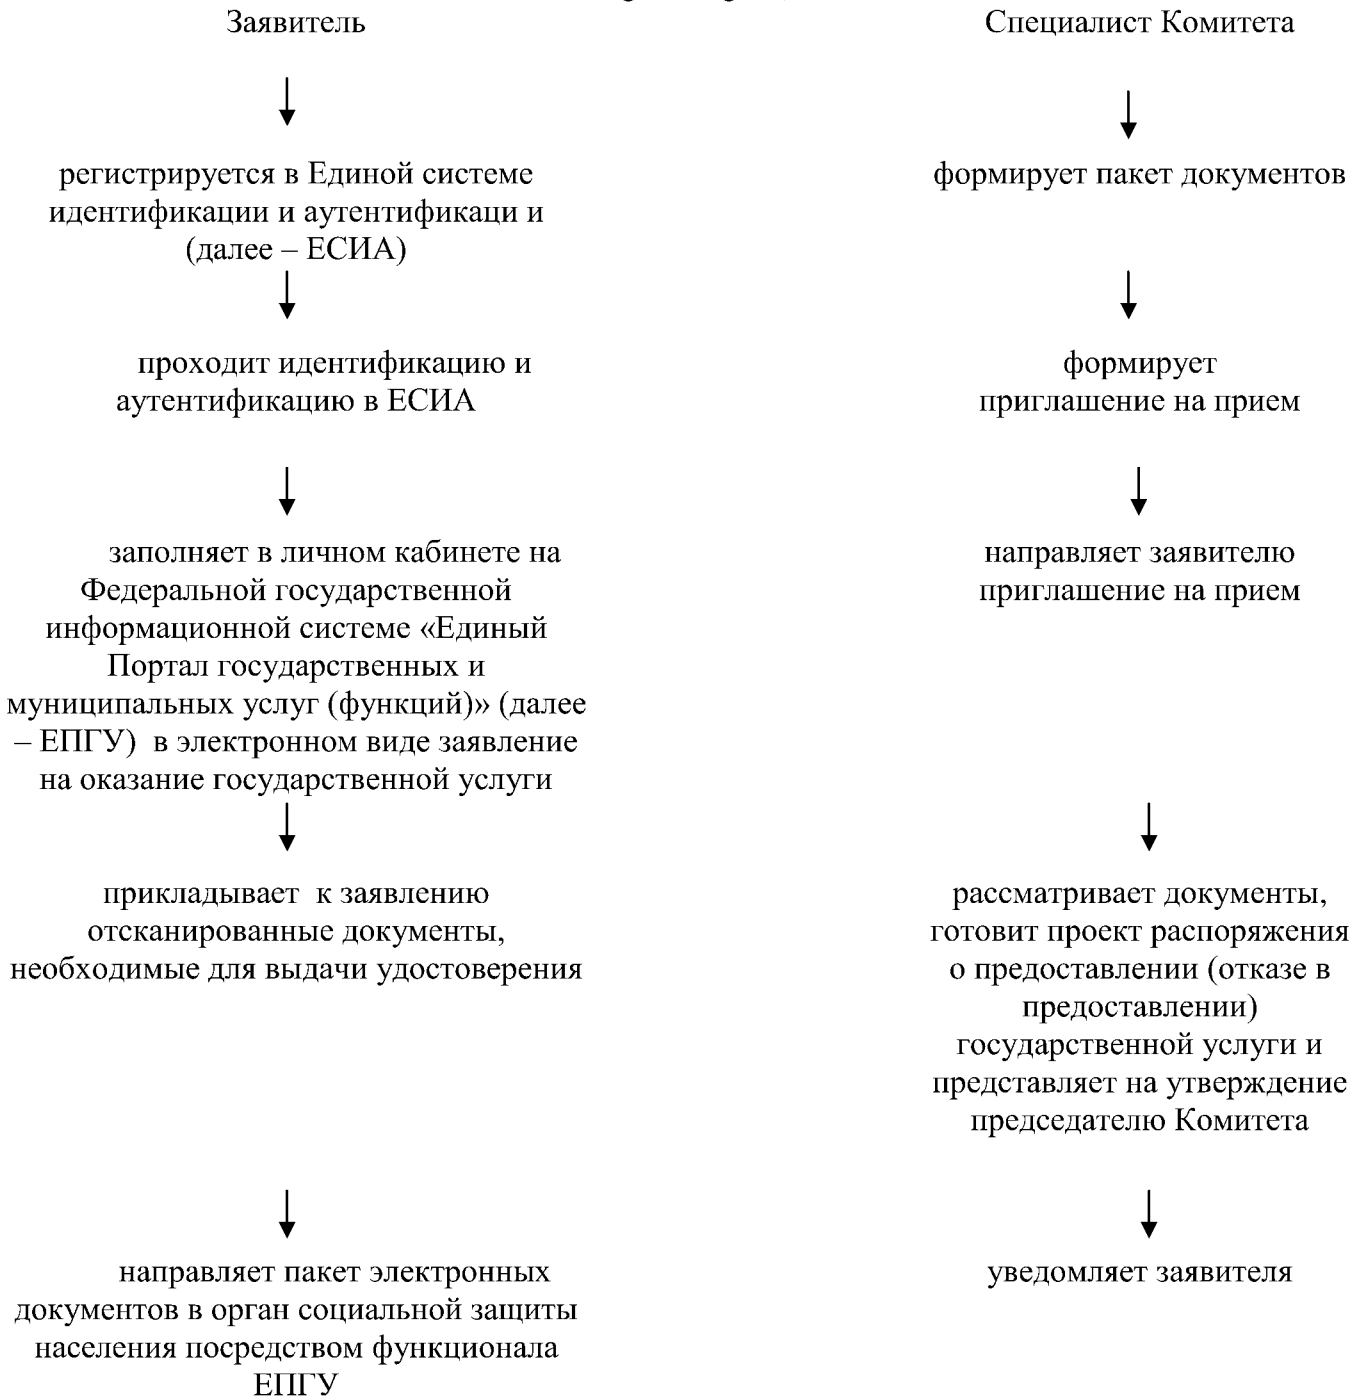 Заявитель
регистрируется в Единой системе
идентификации и аутентификаци и
(далее – ЕСИА)
проходит идентификацию и
аутентификацию в ЕСИА
заполняет в личном кабинете на
Федеральной государственной
информационной системе «Единый
Портал государственных и
муниципальных услуг (функций)» (далее
– ЕПГУ)  в электронном виде заявление
на оказание государственной услуги
прикладывает  к заявлению
отсканированные документы,
необходимые для выдачи удостоверения
направляет пакет электронных
документов в орган социальной защиты
населения посредством функционала
ЕПГУ
Специалист Комитета
формирует пакет документов
формирует
приглашение на прием
направляет заявителю
приглашение на прием
рассматривает документы,
готовит проект распоряжения
о предоставлении (отказе в
предоставлении)
государственной услуги и
представляет на утверждение
председателю Комитета
уведомляет заявителя